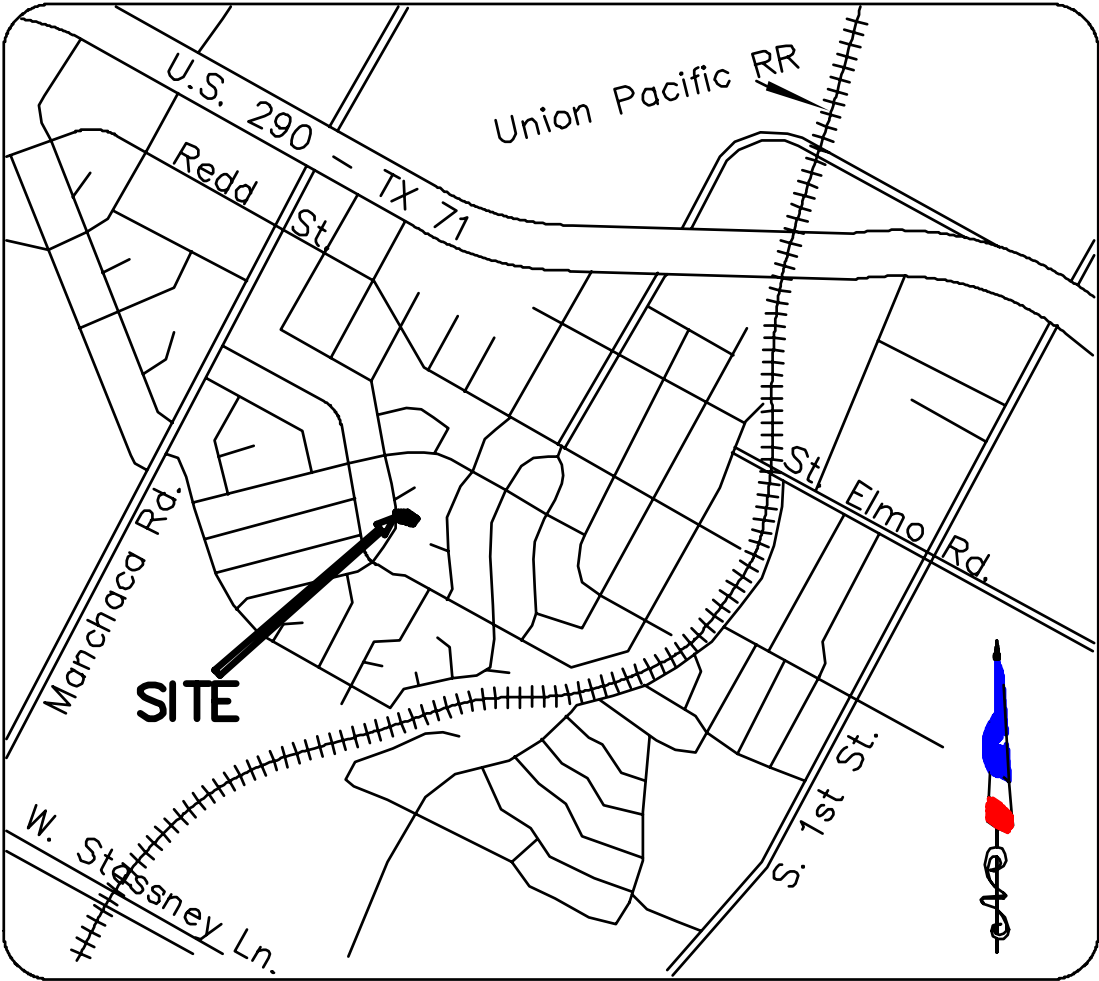 Union Pacific RR
U.S. 290 - TX 71
Redd St.
St. Elmo Rd.
Manchaca Rd.
SITE
S. 1st St.
W. Stassney Ln.